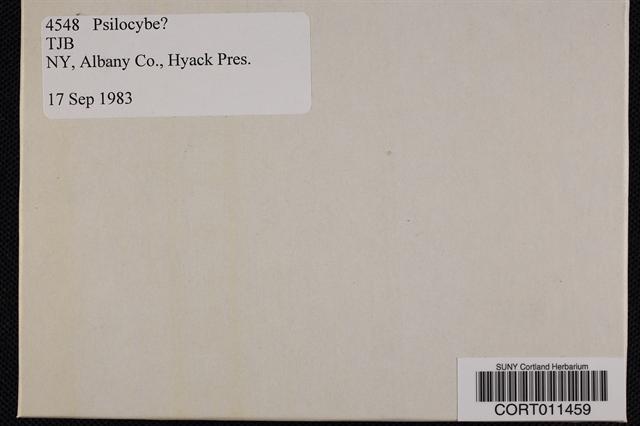 4548 Psilocybe?
TJB
NY, Albany Co., Hyack Pres.
17 Sep 1983
SUNY Cortland Herbarium
CORT011459